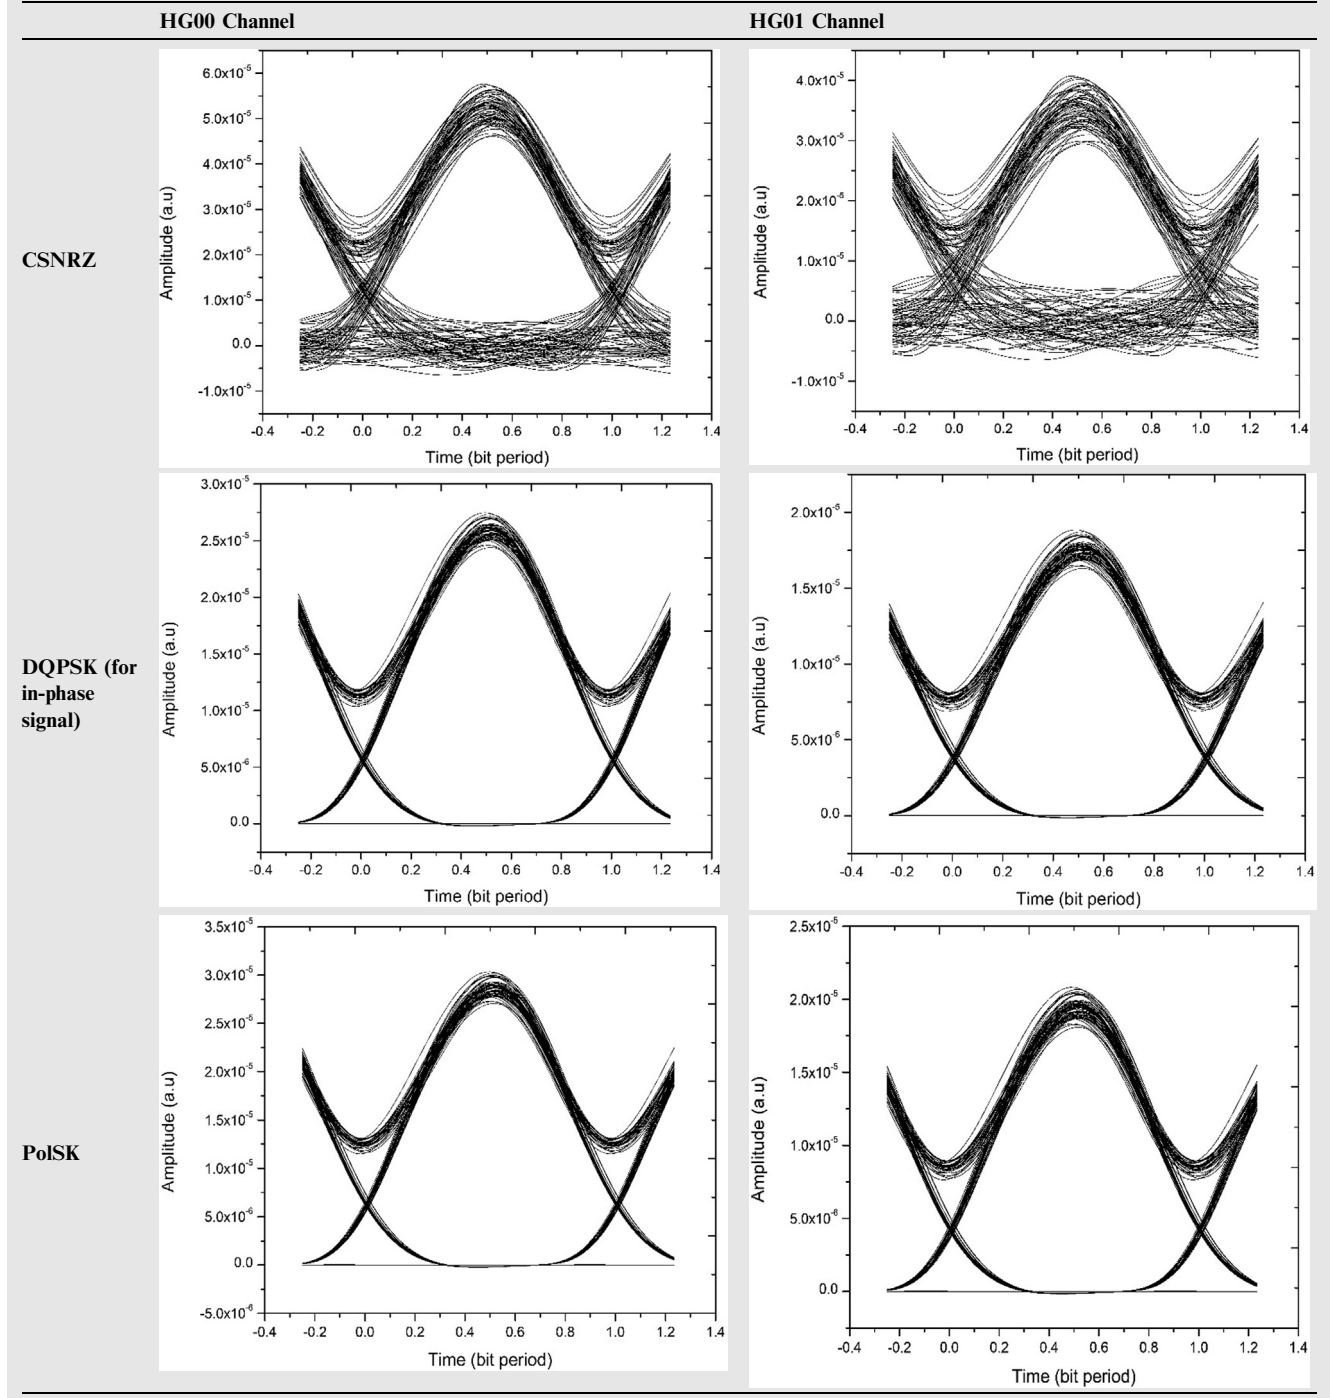 HG00 Channel HG01 Channel
CSNRZ
6.0x10⁻⁵
5.0x10⁻⁵
4.0x10⁻⁵
3.0x10⁻⁵
2.0x10⁻⁵
1.0x10⁻⁵
0.0
-1.0x10⁻⁵
Amplitude (a.u)
-0.4 -0.2 0.0 0.2 0.4 0.6 0.8 1.0 1.2 1.4
Time (bit period)
4.0x10⁻⁵
3.0x10⁻⁵
2.0x10⁻⁵
1.0x10⁻⁵
0.0
-1.0x10⁻⁵
Amplitude (a.u)
-0.4 -0.2 0.0 0.2 0.4 0.6 0.8 1.0 1.2 1.4
Time (bit period)
DQPSK (for
in-phase
signal)
3.0x10⁻⁵
2.5x10⁻⁵
2.0x10⁻⁵
1.5x10⁻⁵
1.0x10⁻⁵
5.0x10⁻⁶
0.0
Amplitude (a.u)
-0.4 -0.2 0.0 0.2 0.4 0.6 0.8 1.0 1.2 1.4
Time (bit period)
2.0x10⁻⁵
1.5x10⁻⁵
1.0x10⁻⁵
5.0x10⁻⁶
0.0
Amplitude (a.u)
-0.4 -0.2 0.0 0.2 0.4 0.6 0.8 1.0 1.2 1.4
Time (bit period)
PolSK
3.5x10⁻⁵
3.0x10⁻⁵
2.5x10⁻⁵
2.0x10⁻⁵
1.5x10⁻⁵
1.0x10⁻⁵
5.0x10⁻⁶
0.0
-5.0x10⁻⁶
Amplitude (a.u)
-0.4 -0.2 0.0 0.2 0.4 0.6 0.8 1.0 1.2 1.4
Time (bit period)
2.5x10⁻⁵
2.0x10⁻⁵
1.5x10⁻⁵
1.0x10⁻⁵
5.0x10⁻⁶
0.0
Amplitude (a.u)
-0.4 -0.2 0.0 0.2 0.4 0.6 0.8 1.0 1.2 1.4
Time (bit period)